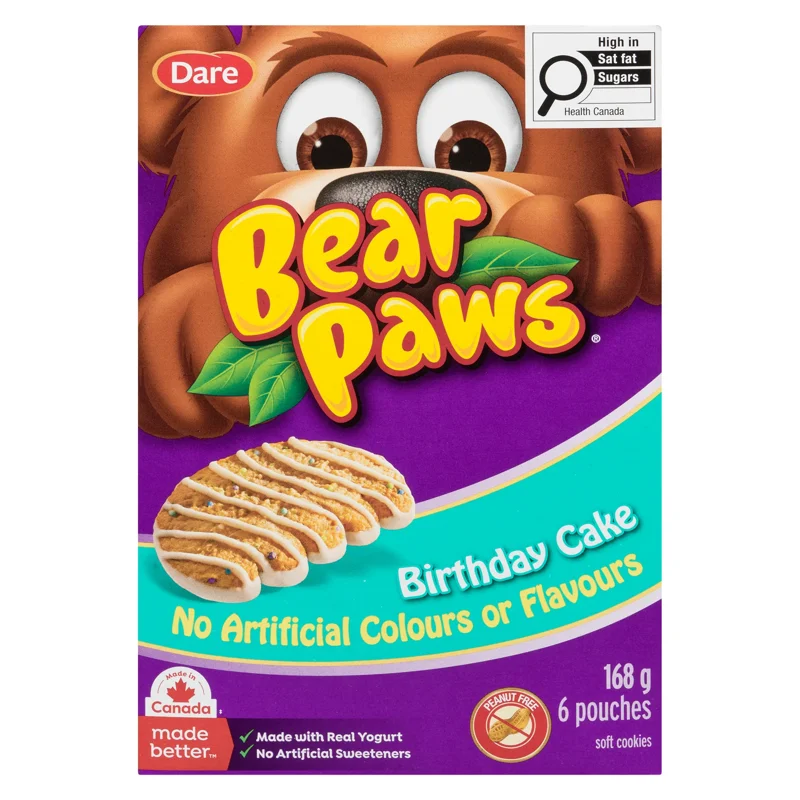 Dare
High in
Sat fat
Sugars
Health Canada
Bear
Paws®
Birthday Cake
No Artificial Colours or Flavours
Made in
Canada
made
better™
✓ Made with Real Yogurt
✓ No Artificial Sweeteners
PEANUT FREE
168 g
6 pouches
soft cookies